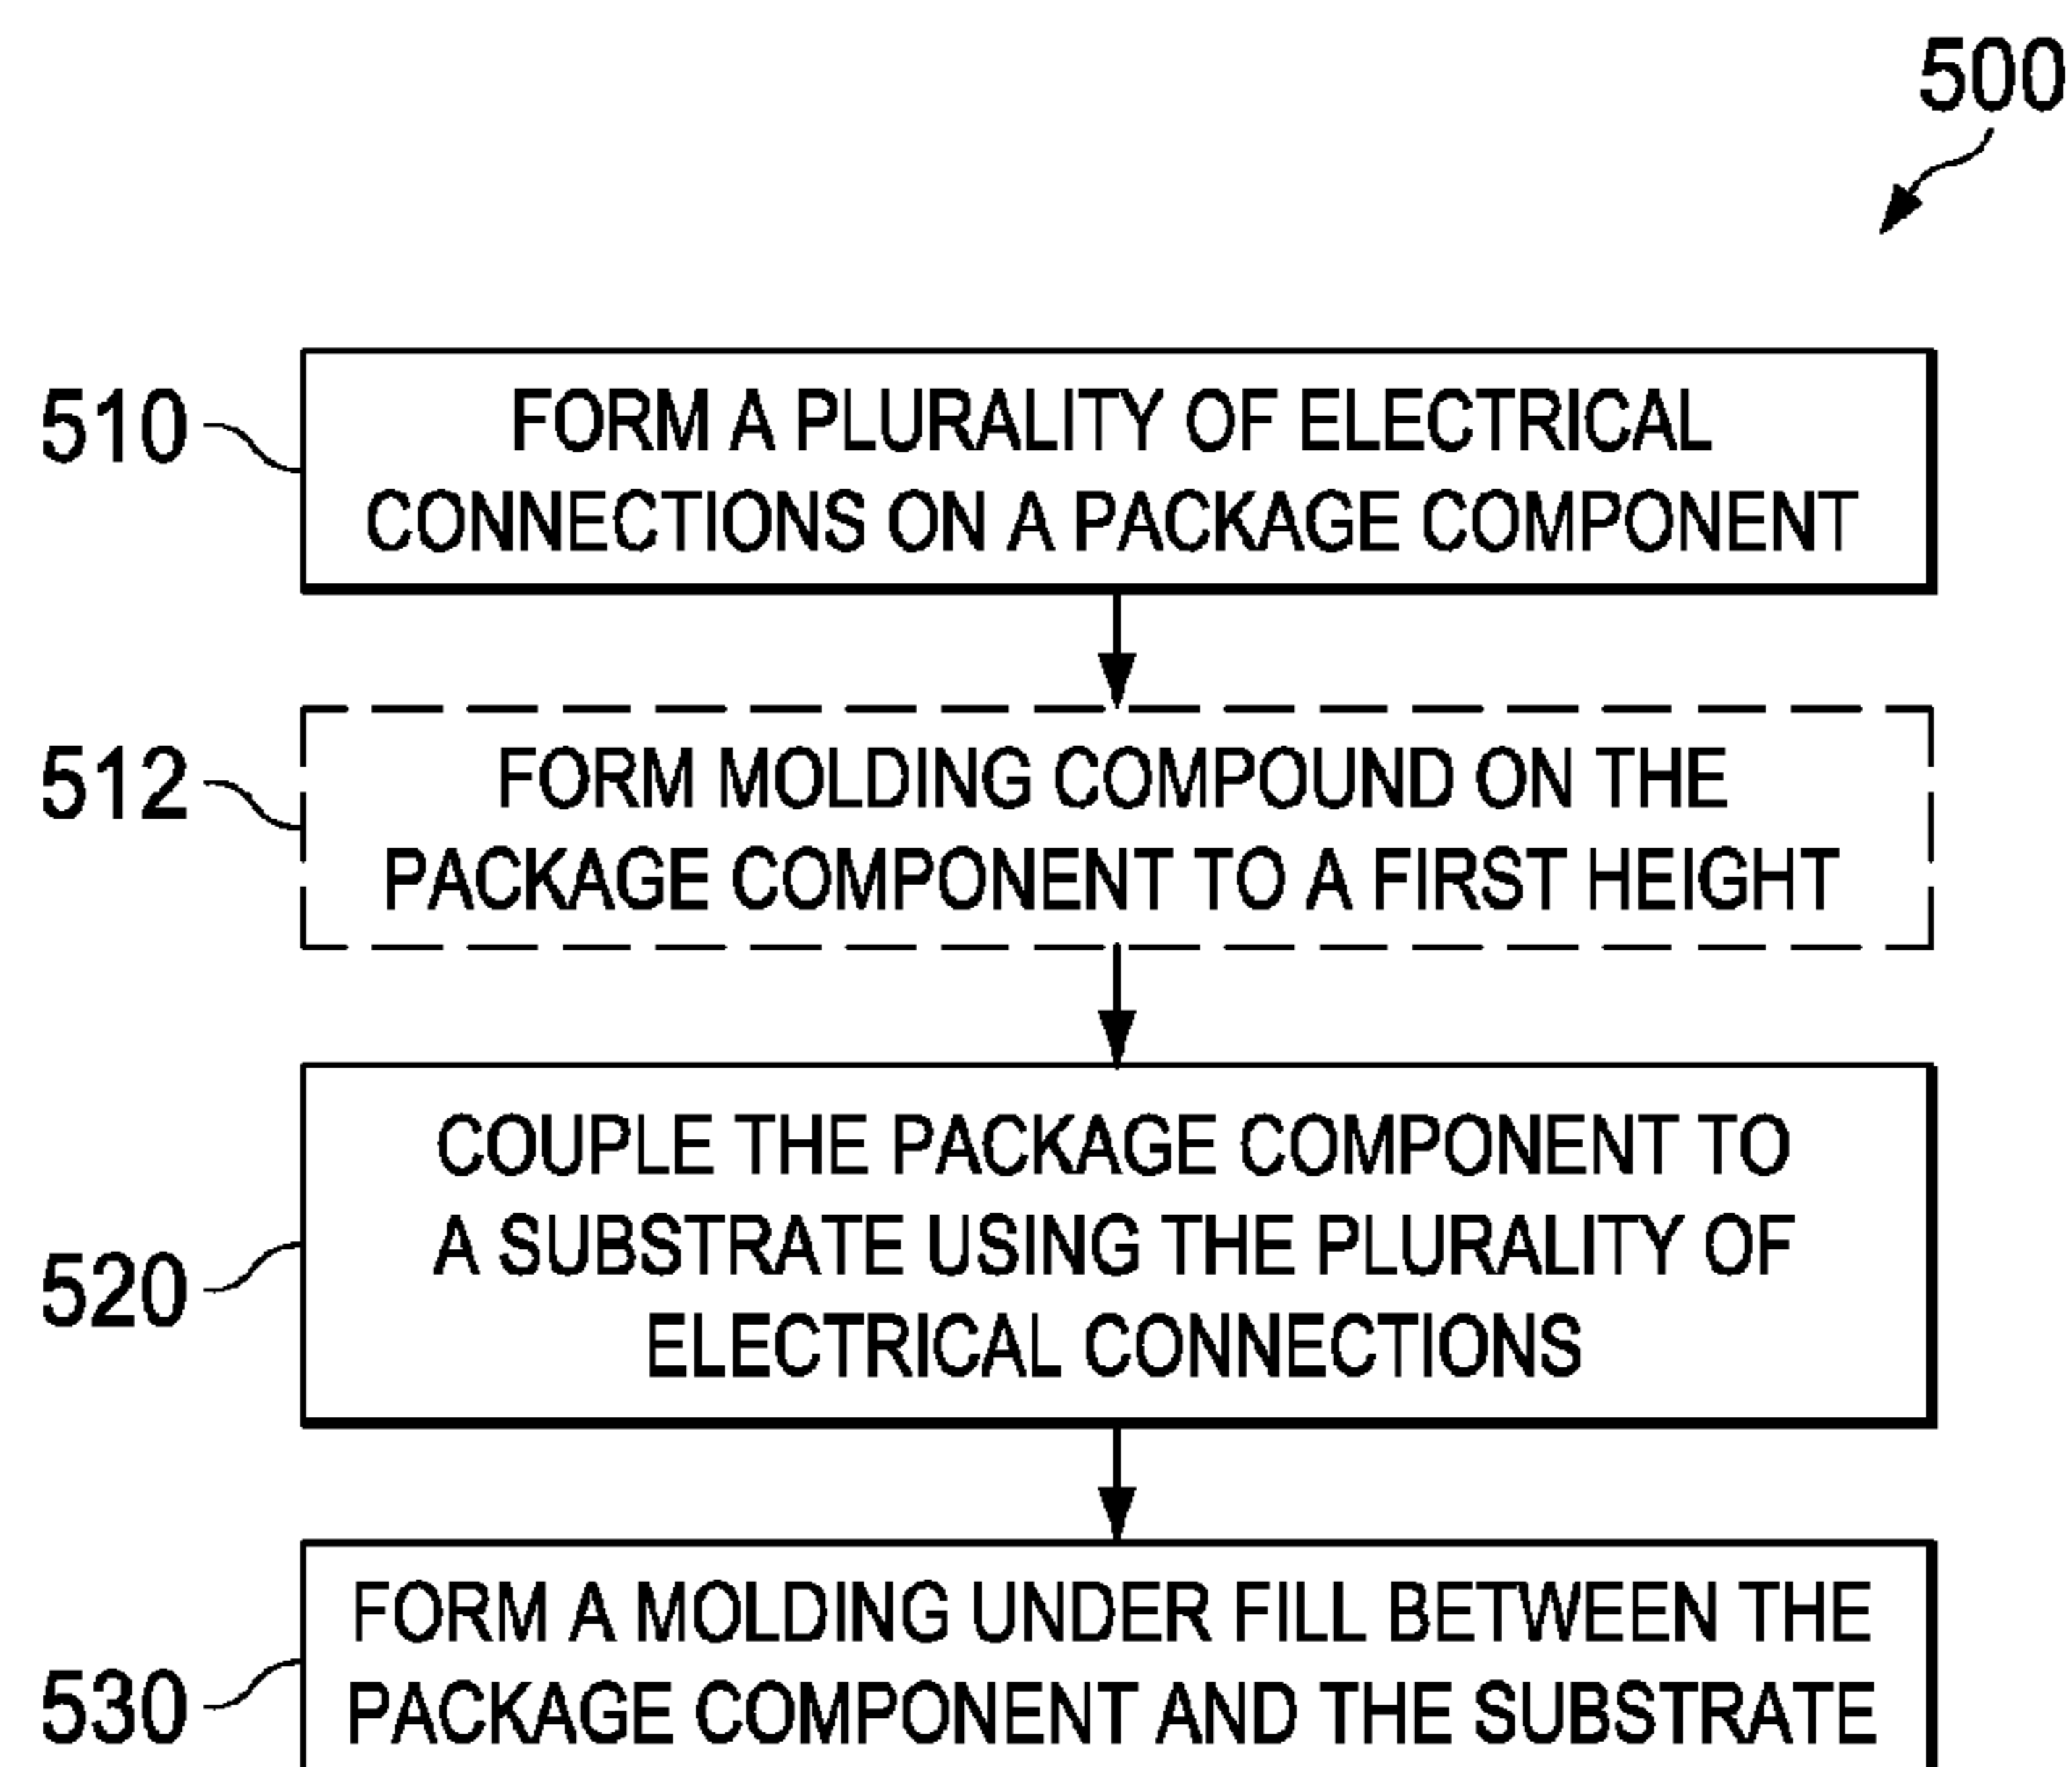 500
510
FORM A PLURALITY OF ELECTRICAL
CONNECTIONS ON A PACKAGE COMPONENT
512
FORM MOLDING COMPOUND ON THE
PACKAGE COMPONENT TO A FIRST HEIGHT
520
COUPLE THE PACKAGE COMPONENT TO
A SUBSTRATE USING THE PLURALITY OF
ELECTRICAL CONNECTIONS
530
FORM A MOLDING UNDER FILL BETWEEN THE
PACKAGE COMPONENT AND THE SUBSTRATE